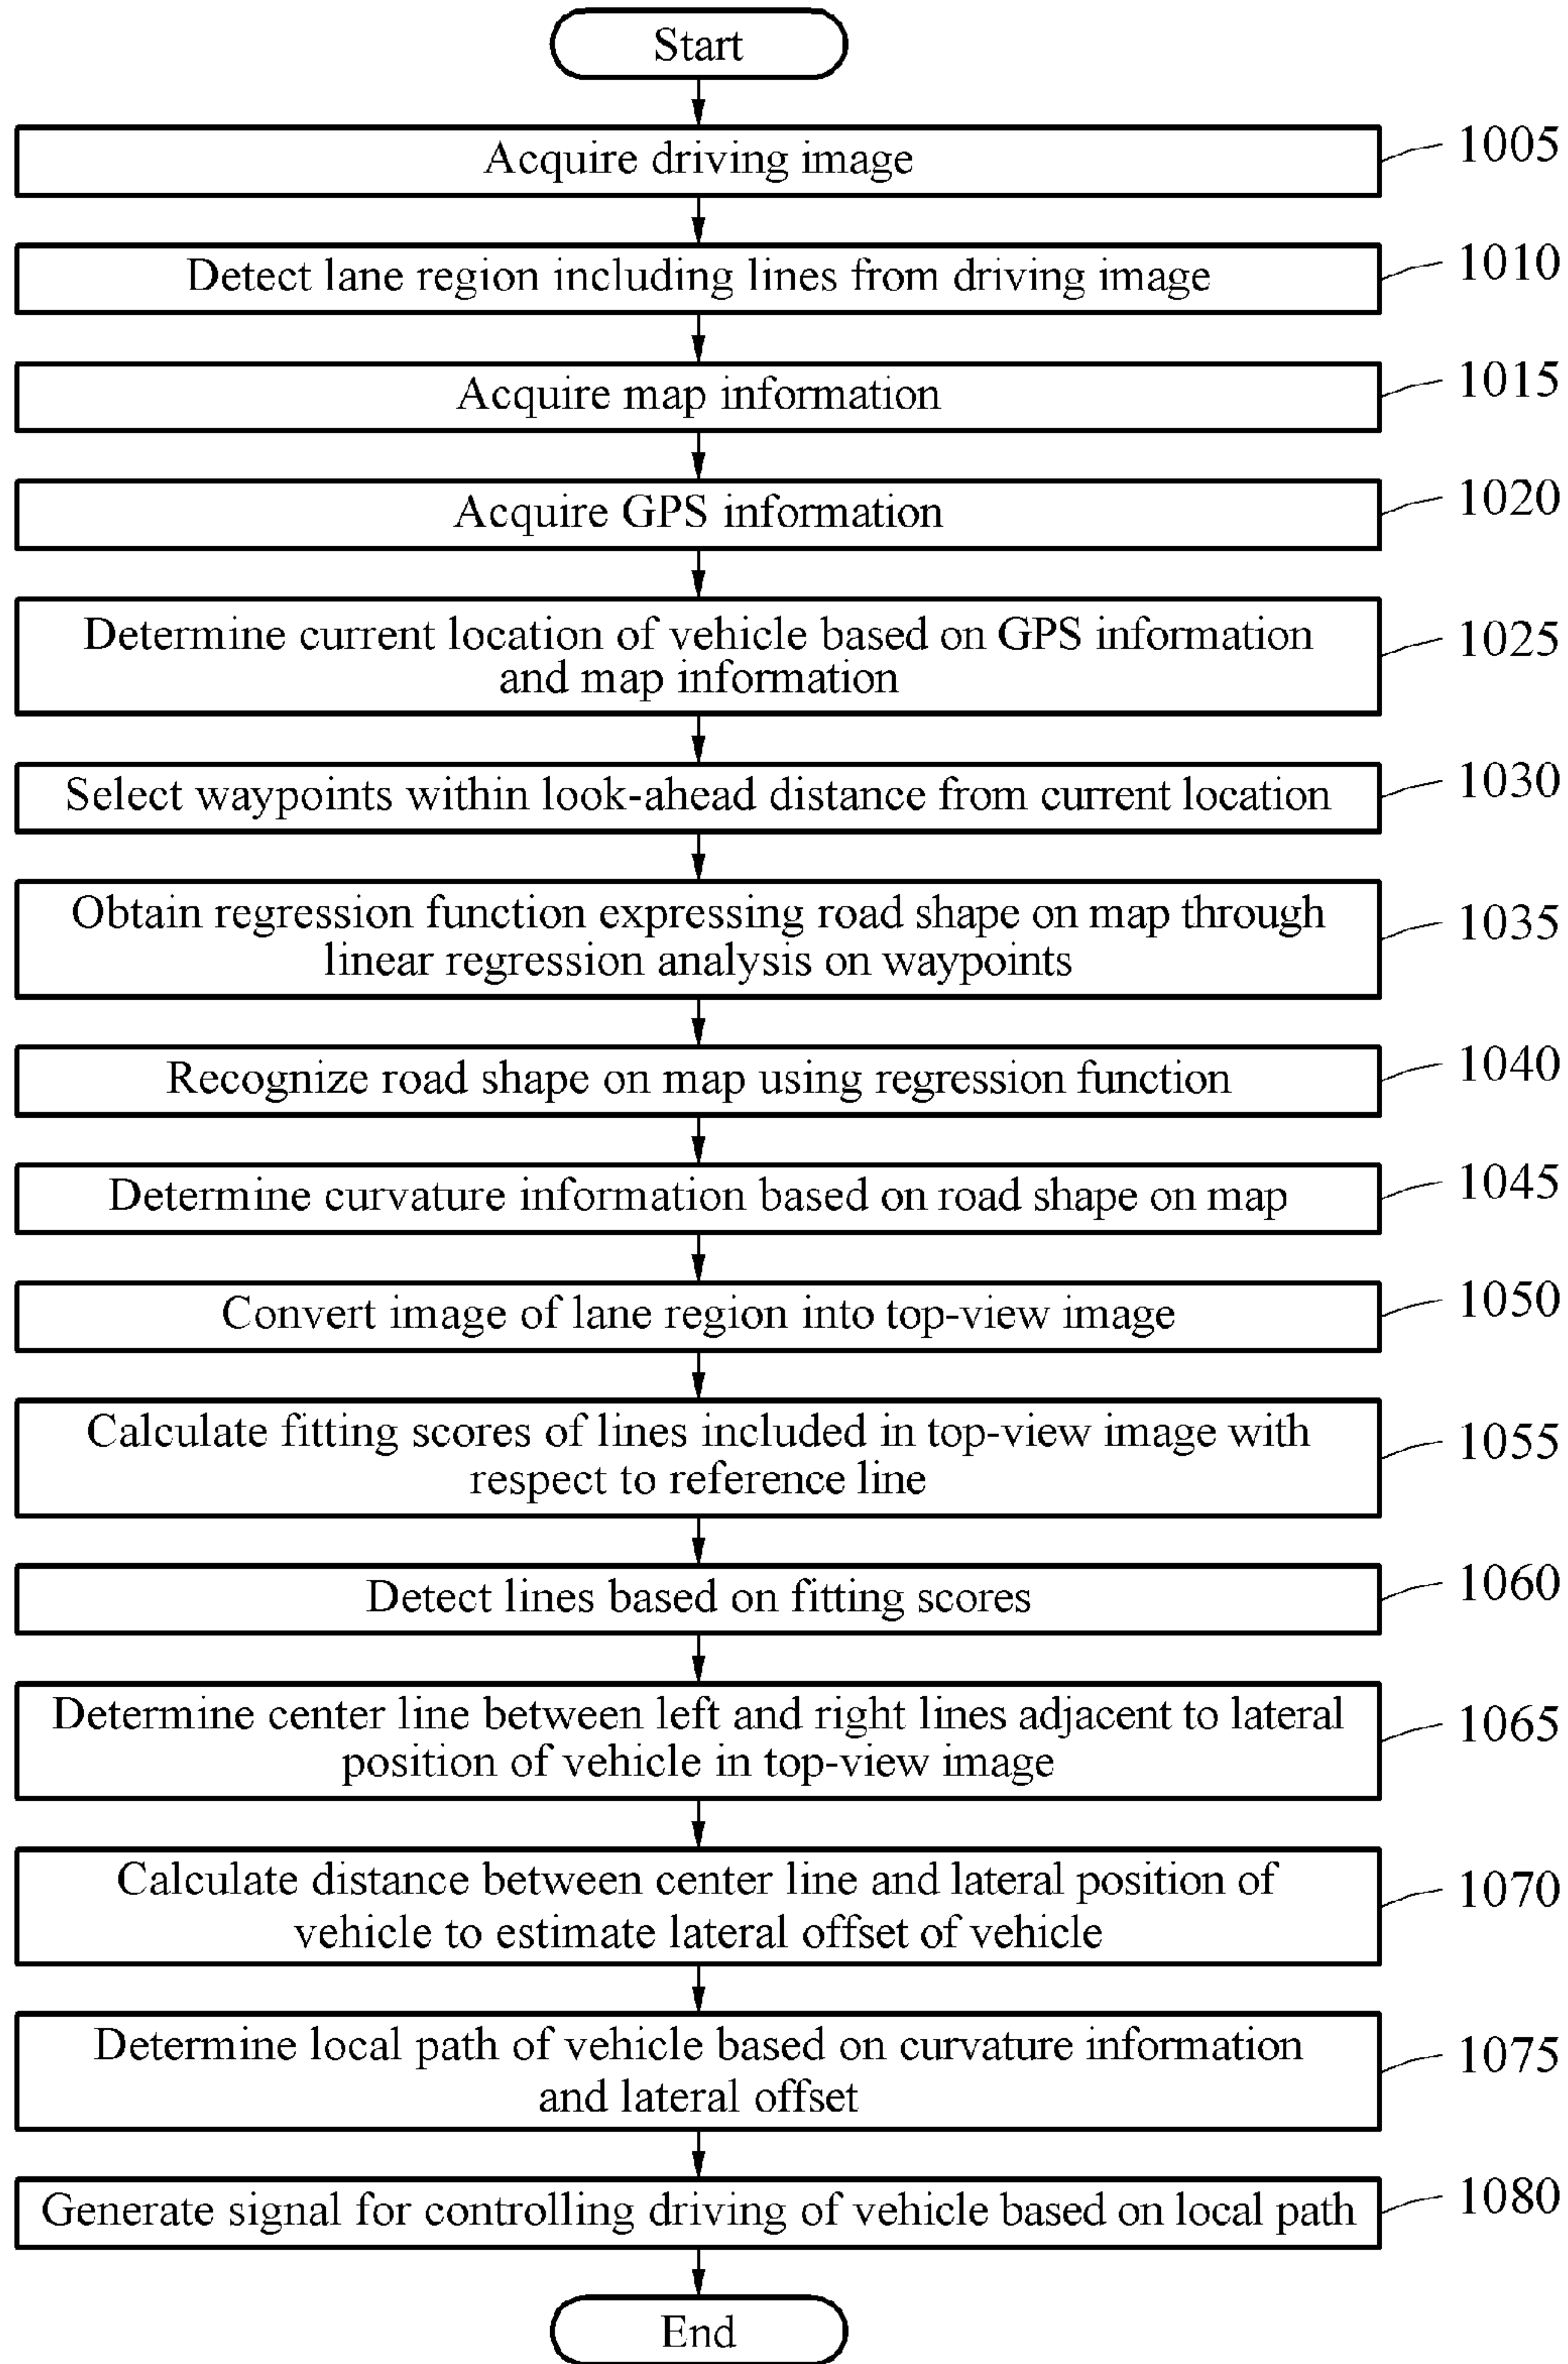 Start
Acquire driving image
1005
Detect lane region including lines from driving image
1010
Acquire map information
1015
Acquire GPS information
1020
Determine current location of vehicle based on GPS information
and map information
1025
Select waypoints within look-ahead distance from current location
1030
Obtain regression function expressing road shape on map through
linear regression analysis on waypoints
1035
Recognize road shape on map using regression function
1040
Determine curvature information based on road shape on map
1045
Convert image of lane region into top-view image
1050
Calculate fitting scores of lines included in top-view image with
respect to reference line
1055
Detect lines based on fitting scores
1060
Determine center line between left and right lines adjacent to lateral
position of vehicle in top-view image
1065
Calculate distance between center line and lateral position of
vehicle to estimate lateral offset of vehicle
1070
Determine local path of vehicle based on curvature information
and lateral offset
1075
Generate signal for controlling driving of vehicle based on local path
1080
End